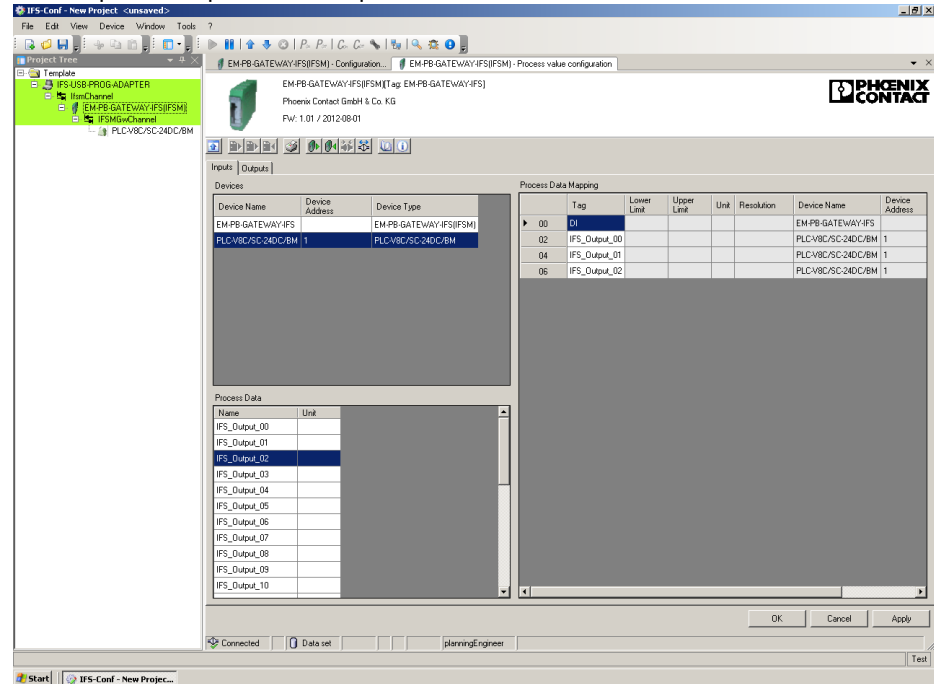 IFS-Conf - New Project <unsaved>
File Edit View Device Window Tools ?
Project Tree
Template
IFS-USB-PROG-ADAPTER
IfsmChannel
EM-PB-GATEWAY-IFS(IFSM)
IFSMGwChannel
PLC-V8C/SC-24DC/BM
EM-PB-GATEWAY-IFS(IFSM) - Configuration...
EM-PB-GATEWAY-IFS(IFSM) - Process value configuration
EM-PB-GATEWAY-IFS(IFSM)[Tag: EM-PB-GATEWAY-IFS]
Phoenix Contact GmbH & Co. KG
FW: 1.01 / 2012-08-01
PHŒNIX
CONTACT
Inputs Outputs
Devices
Device Name Device Address Device Type
EM-PB-GATEWAY-IFS EM-PB-GATEWAY-IFS(IFSM)
PLC-V8C/SC-24DC/BM 1 PLC-V8C/SC-24DC/BM
Process Data
Name Unit
IFS_Output_00
IFS_Output_01
IFS_Output_02
IFS_Output_03
IFS_Output_04
IFS_Output_05
IFS_Output_06
IFS_Output_07
IFS_Output_08
IFS_Output_09
IFS_Output_10
Process Data Mapping
Tag Lower Limit Upper Limit Unit Resolution Device Name Device Address
00 DI EM-PB-GATEWAY-IFS
02 IFS_Output_00 PLC-V8C/SC-24DC/BM 1
04 IFS_Output_01 PLC-V8C/SC-24DC/BM 1
06 IFS_Output_02 PLC-V8C/SC-24DC/BM 1
OK Cancel Apply
Connected Data set planningEngineer
Test
Start IFS-Conf - New Projec...